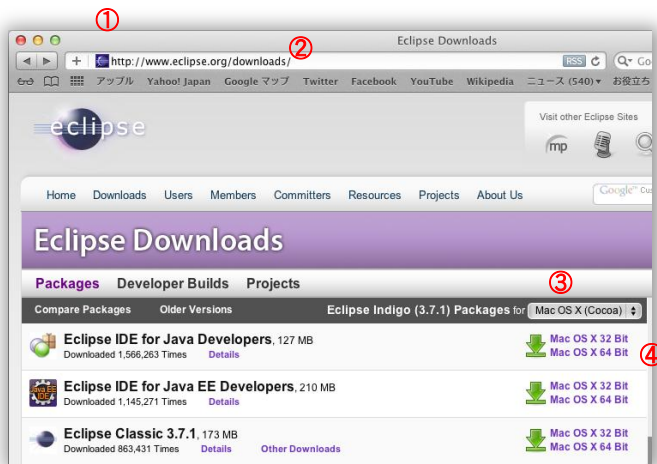 ①
②
Eclipse Downloads
http://www.eclipse.org/downloads/
RSS
Go
アップル Yahoo! Japan Google マップ Twitter Facebook YouTube Wikipedia ニュース (540)▾ お役立ち
eclipse
Visit other Eclipse Sites
mp
Home Downloads Users Members Committers Resources Projects About Us
Google™ Cu
Eclipse Downloads
Packages Developer Builds Projects
③
Compare Packages Older Versions Eclipse Indigo (3.7.1) Packages for Mac OS X (Cocoa)
Eclipse IDE for Java Developers, 127 MB
Downloaded 1,566,263 Times Details
Mac OS X 32 Bit
Mac OS X 64 Bit
④
Java EE
IDE
Eclipse IDE for Java EE Developers, 210 MB
Downloaded 1,145,271 Times Details
Mac OS X 32 Bit
Mac OS X 64 Bit
Eclipse Classic 3.7.1, 173 MB
Downloaded 863,431 Times Details Other Downloads
Mac OS X 32 Bit
Mac OS X 64 Bit